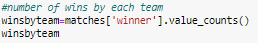 #number of wins by each team
winsbyteam=matches['winner'].value_counts()
winsbyteam